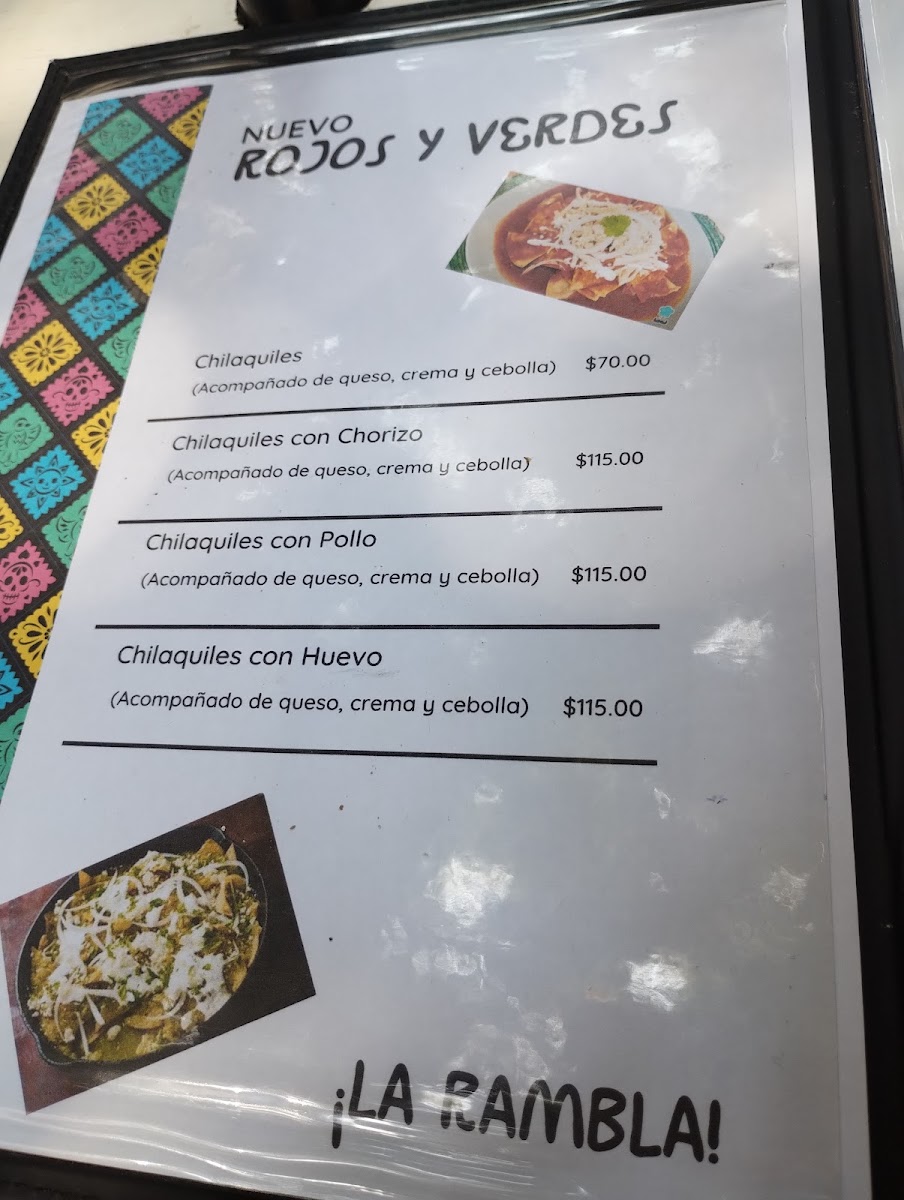 NUEVO
ROJOS Y VERDES
Chilaquiles
(Acompañado de queso, crema y cebolla) $70.00
Chilaquiles con Chorizo
(Acompañado de queso, crema y cebolla) $115.00
Chilaquiles con Pollo
(Acompañado de queso, crema y cebolla) $115.00
Chilaquiles con Huevo
(Acompañado de queso, crema y cebolla) $115.00
¡LA RAMBLA!